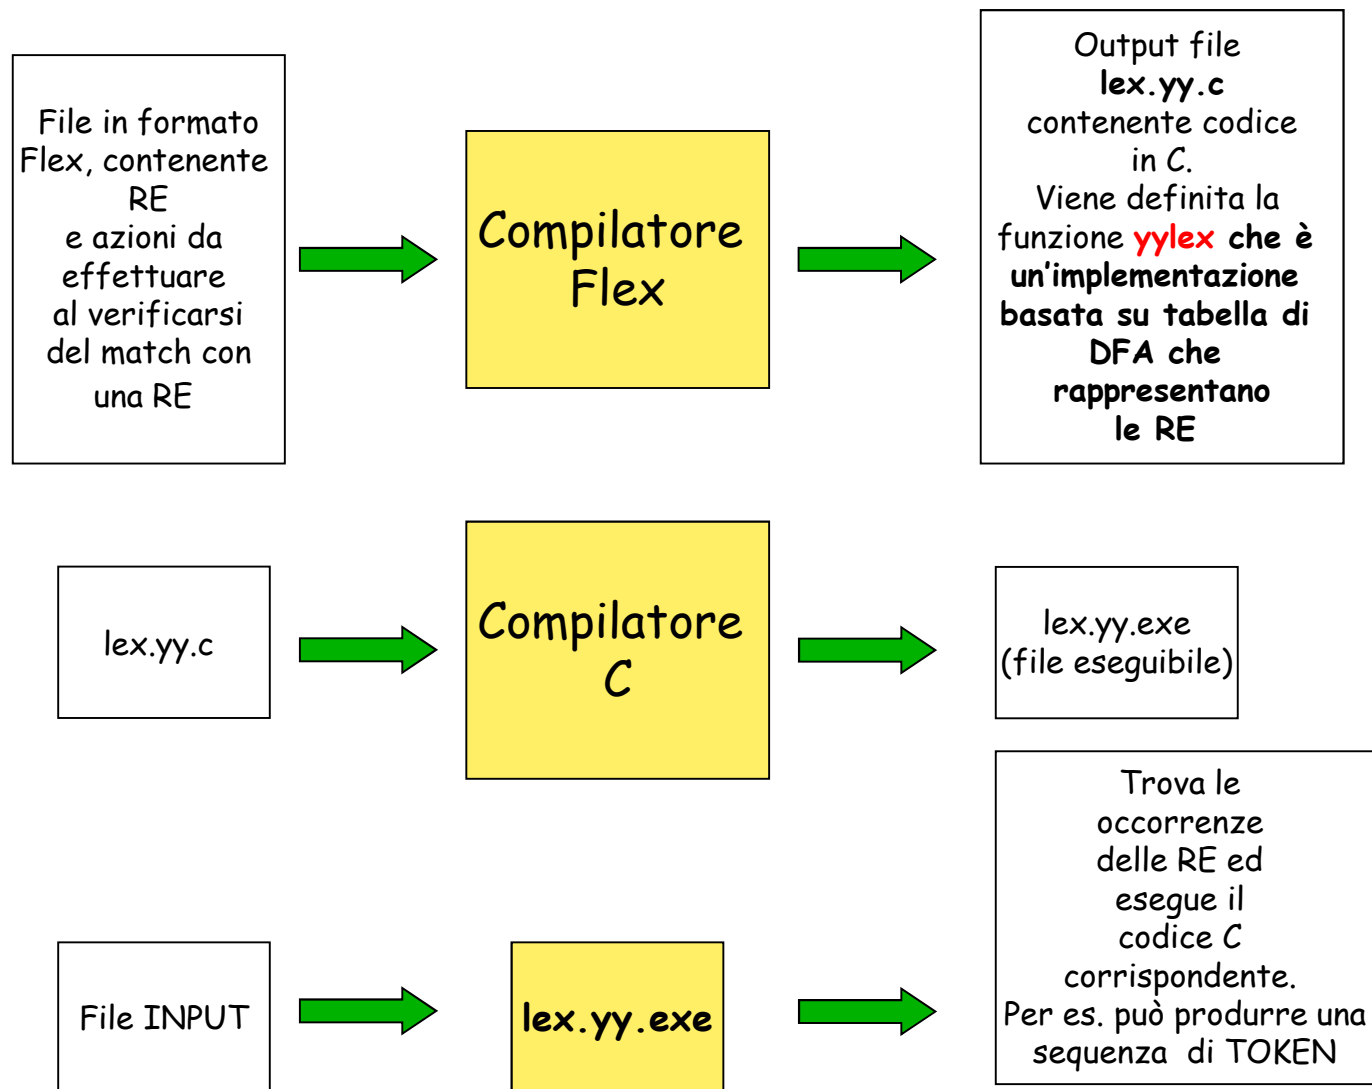 File in formato
Flex, contenente
RE
e azioni da
effettuare
al verificarsi
del match con
una RE
Compilatore
Flex
Output file
lex.yy.c
contenente codice
in C.
Viene definita la
funzione yylex che è
un’implementazione
basata su tabella di
DFA che
rappresentano
le RE
lex.yy.c
Compilatore
C
lex.yy.exe
(file eseguibile)
File INPUT
lex.yy.exe
Trova le
occorrenze
delle RE ed
esegue il
codice C
corrispondente.
Per es. può produrre una
sequenza di TOKEN